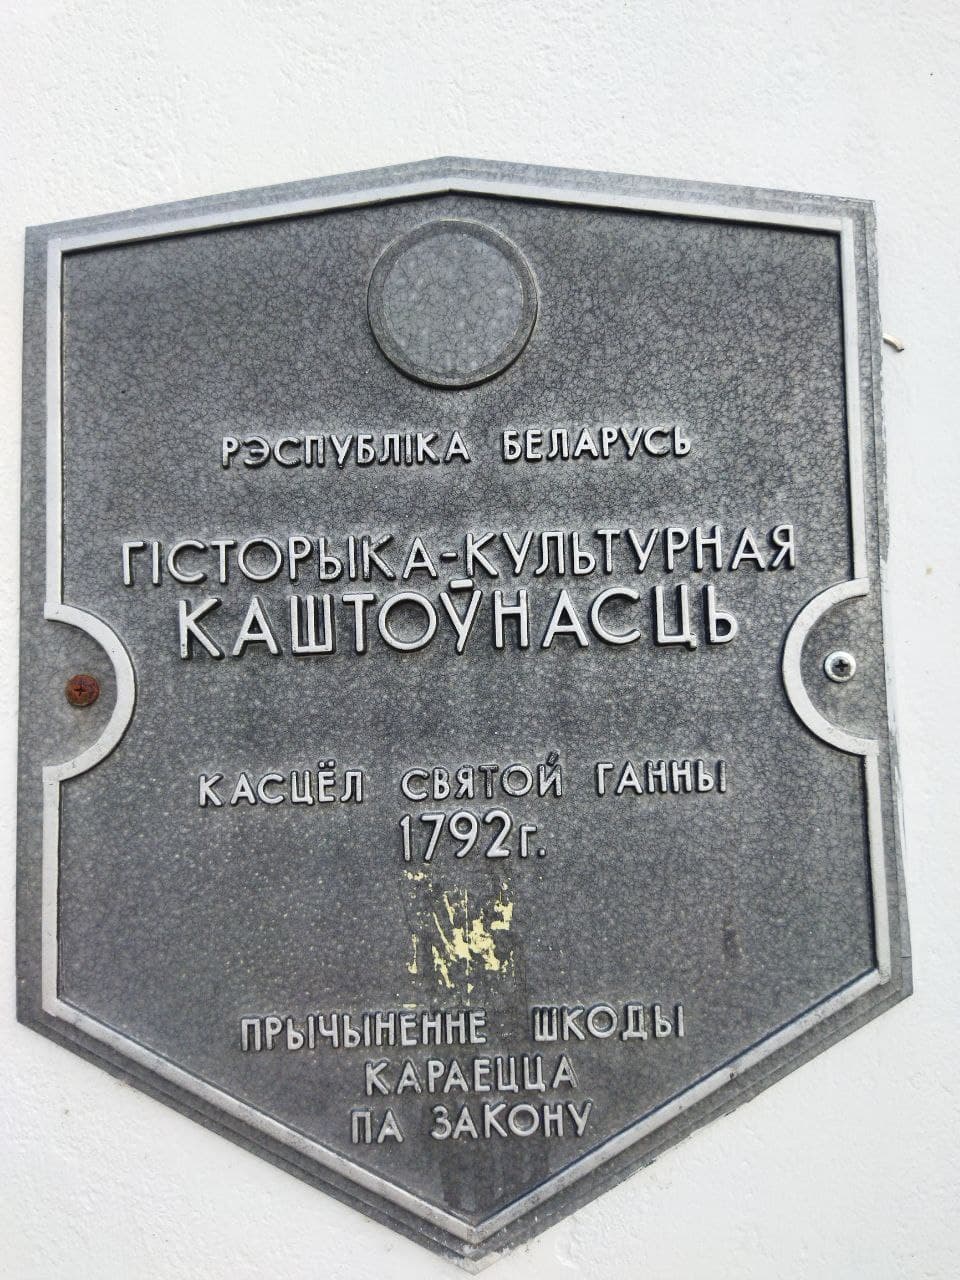 РЭСПУБЛІКА БЕЛАРУСЬ
ГІСТОРЫКА-КУЛЬТУРНАЯ
КАШТОЎНАСЦЬ
КАСЦЁЛ СВЯТОЙ ГАННЫ
1792г.
ПРЫЧЫНЕННЕ ШКОДЫ
КАРАЕЦЦА
ПА ЗАКОНУ